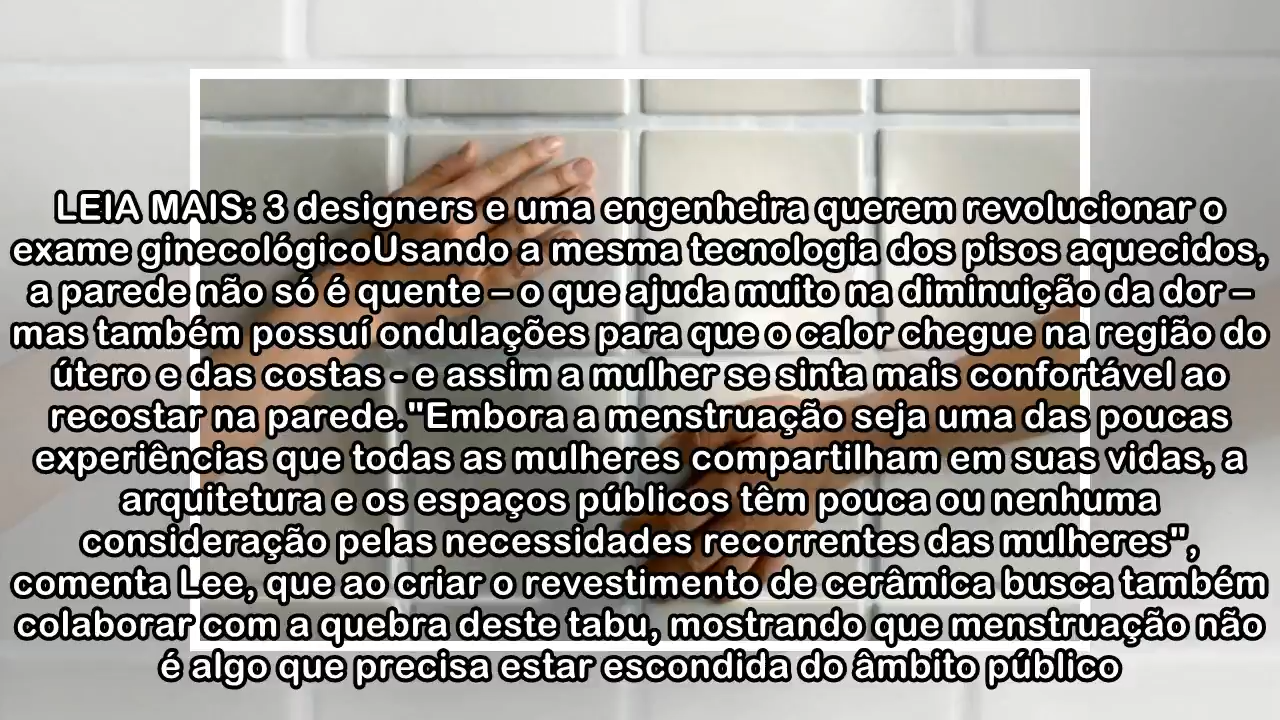 LEIA MAIS: 3 designers e uma engenheira querem revolucionar o
exame ginecológicoUsando a mesma tecnologia dos pisos aquecidos,
a parede não só é quente – o que ajuda muito na diminuição da dor –
mas também possuí ondulações para que o calor chegue na região do
útero e das costas - e assim a mulher se sinta mais confortável ao
recostar na parede."Embora a menstruação seja uma das poucas
experiências que todas as mulheres compartilham em suas vidas, a
arquitetura e os espaços públicos têm pouca ou nenhuma
consideração pelas necessidades recorrentes das mulheres",
comenta Lee, que ao criar o revestimento de cerâmica busca também
colaborar com a quebra deste tabu, mostrando que menstruação não
é algo que precisa estar escondida do âmbito público